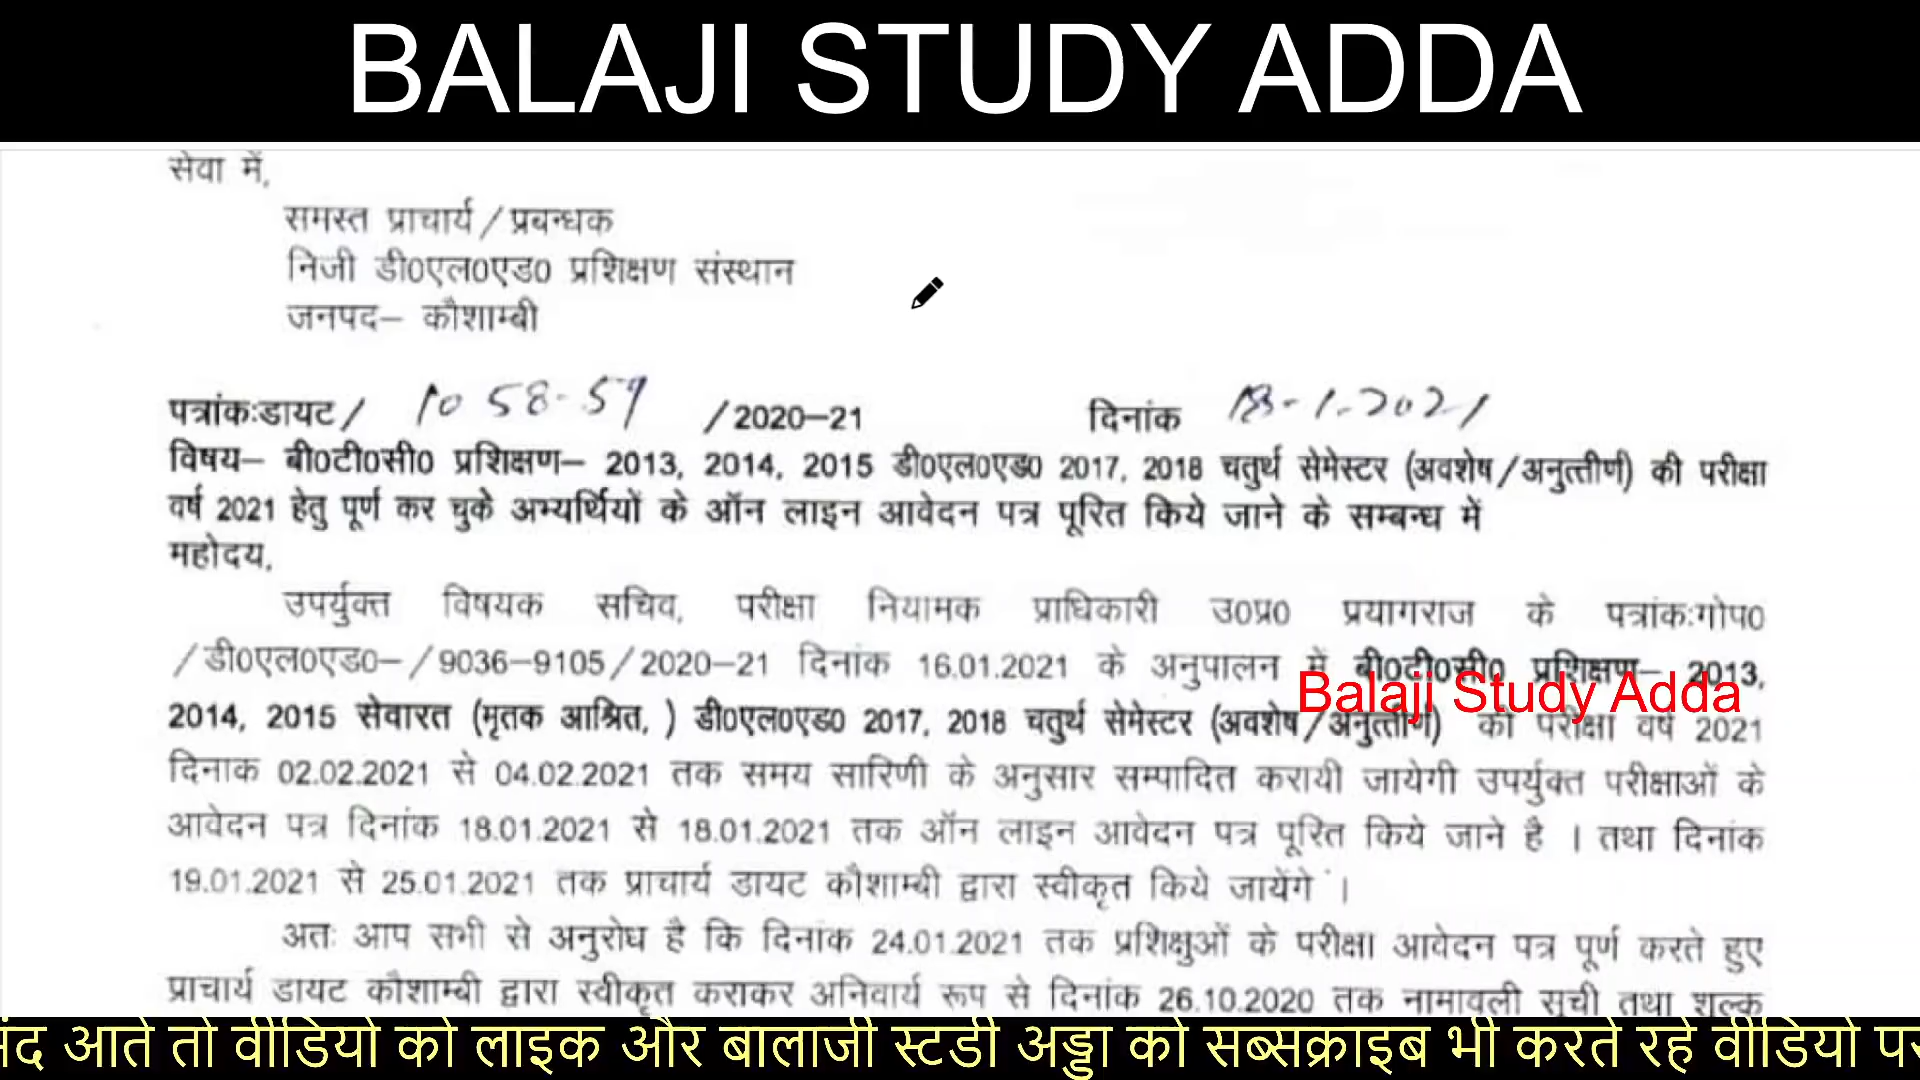 BALAJI STUDY ADDA
सेवा में,
समस्त प्राचार्य/प्रबन्धक
निजी डी0एल0एड0 प्रशिक्षण संस्थान
जनपद– कौशाम्बी
पत्रांकःडायट/ 1058-59 /2020–21 दिनांक 18-1-2021
विषय– बी0टी0सी0 प्रशिक्षण– 2013, 2014, 2015 डी0एल0एड0 2017, 2018 चतुर्थ सेमेस्टर (अवशेष/अनुत्तीर्ण) की परीक्षा
वर्ष 2021 हेतु पूर्ण कर चुके अभ्यर्थियों के ऑन लाइन आवेदन पत्र पूरित किये जाने के सम्बन्ध में
महोदय,
उपर्युक्त विषयक सचिव, परीक्षा नियामक प्राधिकारी उ0प्र0 प्रयागराज के पत्रांकःगोप0
/डी0एल0एड0–/9036–9105/2020–21 दिनांक 16.01.2021 के अनुपालन में बी0टी0सी0 प्रशिक्षण– 2013,
Balaji Study Adda
2014, 2015 सेवारत (मृतक आश्रित, ) डी0एल0एड0 2017, 2018 चतुर्थ सेमेस्टर (अवशेष/अनुत्तीर्ण) की परीक्षा वर्ष 2021
दिनाक 02.02.2021 से 04.02.2021 तक समय सारिणी के अनुसार सम्पादित करायी जायेगी उपर्युक्त परीक्षाओं के
आवेदन पत्र दिनांक 18.01.2021 से 18.01.2021 तक ऑन लाइन आवेदन पत्र पूरित किये जाने है । तथा दिनांक
19.01.2021 से 25.01.2021 तक प्राचार्य डायट कौशाम्बी द्वारा स्वीकृत किये जायेंगे ।
अतः आप सभी से अनुरोध है कि दिनांक 24.01.2021 तक प्रशिक्षुओं के परीक्षा आवेदन पत्र पूर्ण करते हुए
प्राचार्य डायट कौशाम्बी द्वारा स्वीकृत कराकर अनिवार्य रूप से दिनांक 26.10.2020 तक नामावली सूची तथा शुल्क
आते तो वीडियो को लाइक और बालाजी स्टडी अड्डा को सब्सक्राइब भी करते रहे वीडियो